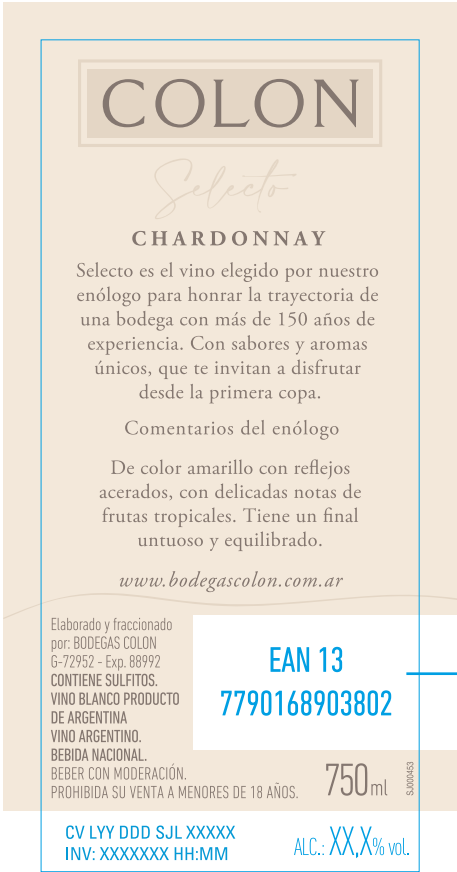 COLON
Selecto
CHARDONNAY
Selecto es el vino elegido por nuestro
enólogo para honrar la trayectoria de
una bodega con más de 150 años de
experiencia. Con sabores y aromas
únicos, que te invitan a disfrutar
desde la primera copa.
Comentarios del enólogo
De color amarillo con reflejos
acerados, con delicadas notas de
frutas tropicales. Tiene un final
untuoso y equilibrado.
www.bodegascolon.com.ar
Elaborado y fraccionado
por: BODEGAS COLON
G-72952 - Exp. 88992
CONTIENE SULFITOS.
VINO BLANCO PRODUCTO
DE ARGENTINA
VINO ARGENTINO.
BEBIDA NACIONAL.
BEBER CON MODERACIÓN.
PROHIBIDA SU VENTA A MENORES DE 18 AÑOS.
EAN 13
7790168903802
750ml
SJ000453
CV LYY DDD SJL XXXXX
INV: XXXXXXX HH:MM
ALC.: XX,X% vol.